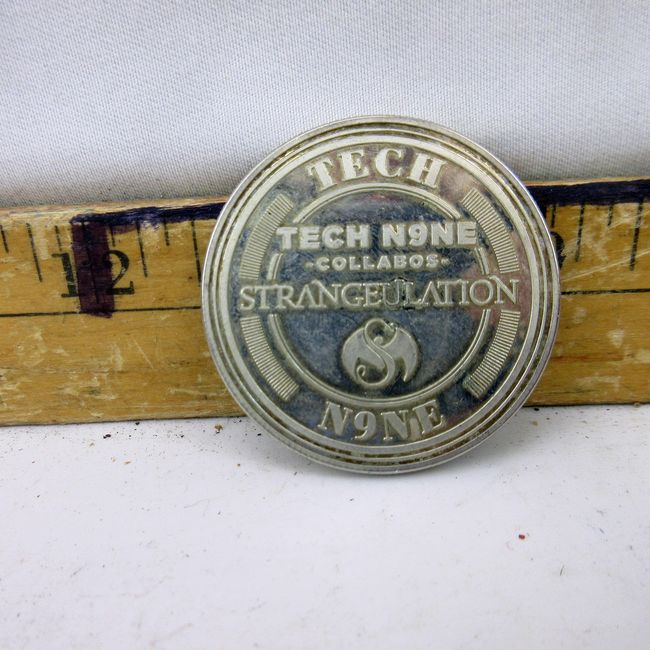 TECH
TECH N9NE
-COLLABOS-
STRANGEULATION
N9NE
12